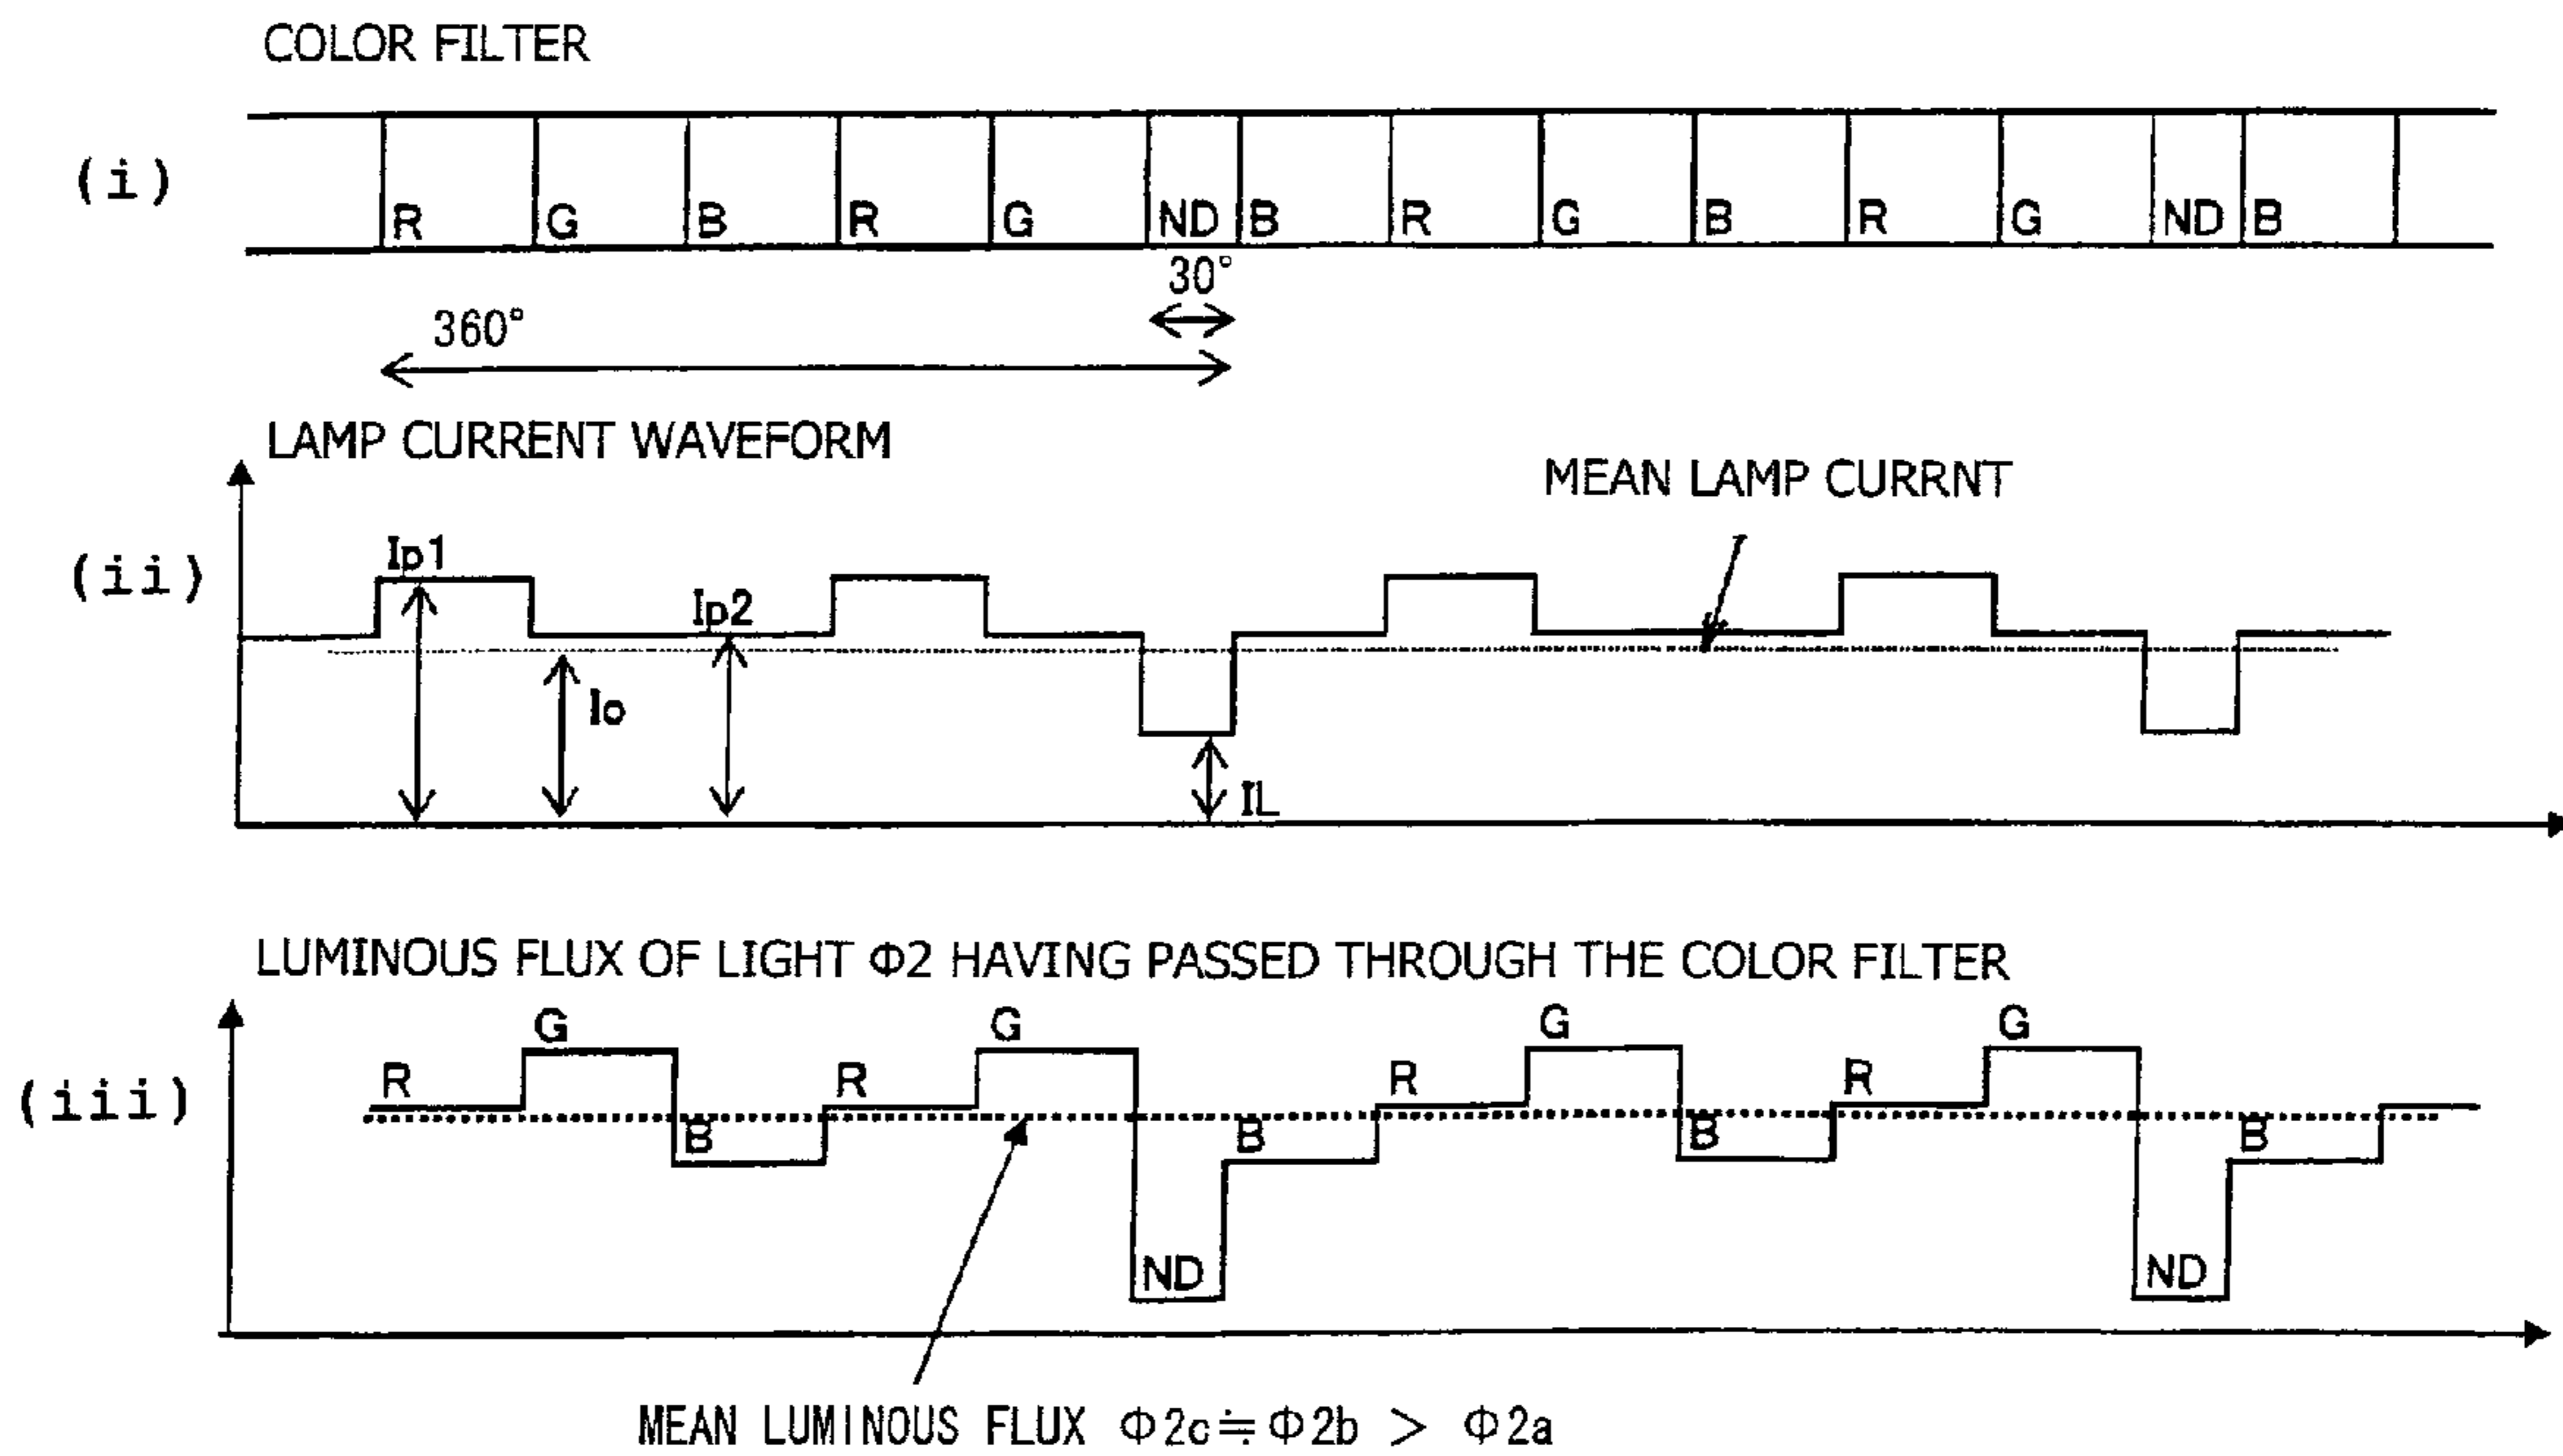 COLOR FILTER
(i)
R G B R G ND B R G B R G ND B
30°
360°
LAMP CURRENT WAVEFORM
MEAN LAMP CURRNT
(ii)
Ip1
Ip2
Io
IL
LUMINOUS FLUX OF LIGHT Φ2 HAVING PASSED THROUGH THE COLOR FILTER
(iii)
R G B R G ND B R G B R G ND B
MEAN LUMINOUS FLUX Φ2c≒Φ2b > Φ2a